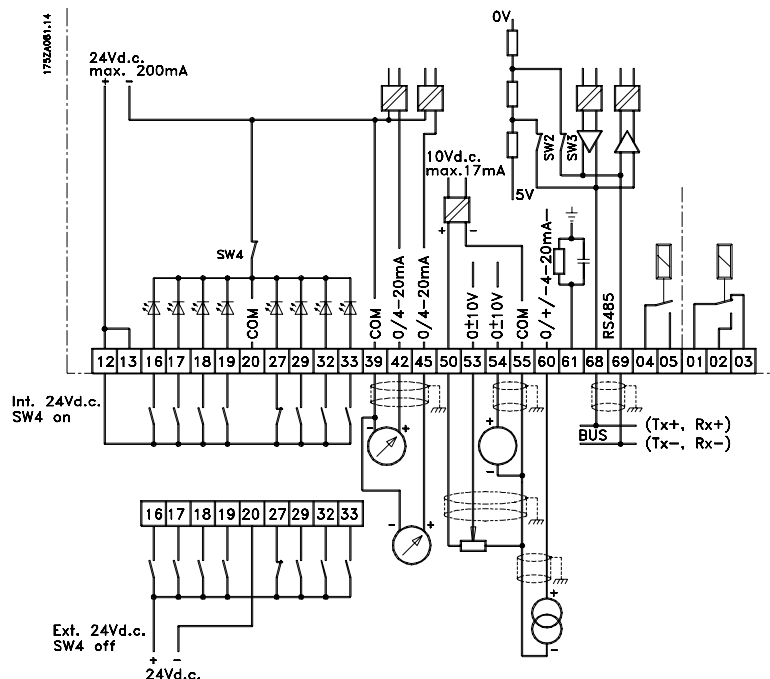 175ZA081.14
24Vd.c.
max. 200mA
+ -
0V
SW2
SW3
5V
10Vd.c.
max.17mA
+ -
SW4
COM
COM
0/4-20mA
0/4-20mA
0±10V
0±10V
COM
0/+/-4-20mA-
RS485
12 13 16 17 18 19 20 27 29 32 33 39 42 45 50 53 54 55 60 61 68 69 04 05 01 02 03
Int. 24Vd.c.
SW4 on
- +
+
-
BUS
(Tx+, Rx+)
(Tx-, Rx-)
16 17 18 19 20 27 29 32 33
- +
+
-
Ext. 24Vd.c.
SW4 off
+ -
24Vd.c.